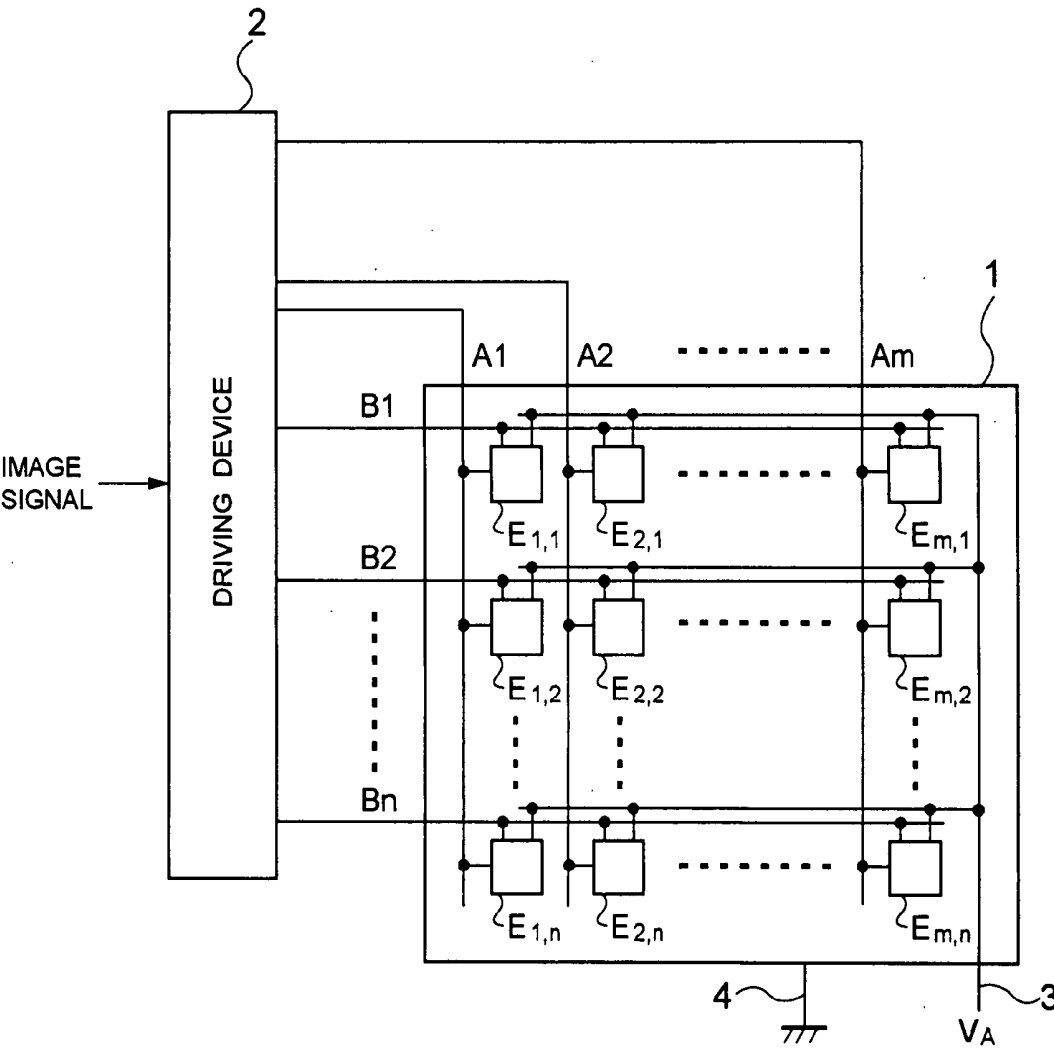 2
1
A1 A2 Am
B1
IMAGE
SIGNAL
DRIVING DEVICE
E1,1 E2,1 Em,1
B2
E1,2 E2,2 Em,2
Bn
E1,n E2,n Em,n
4 3
VA